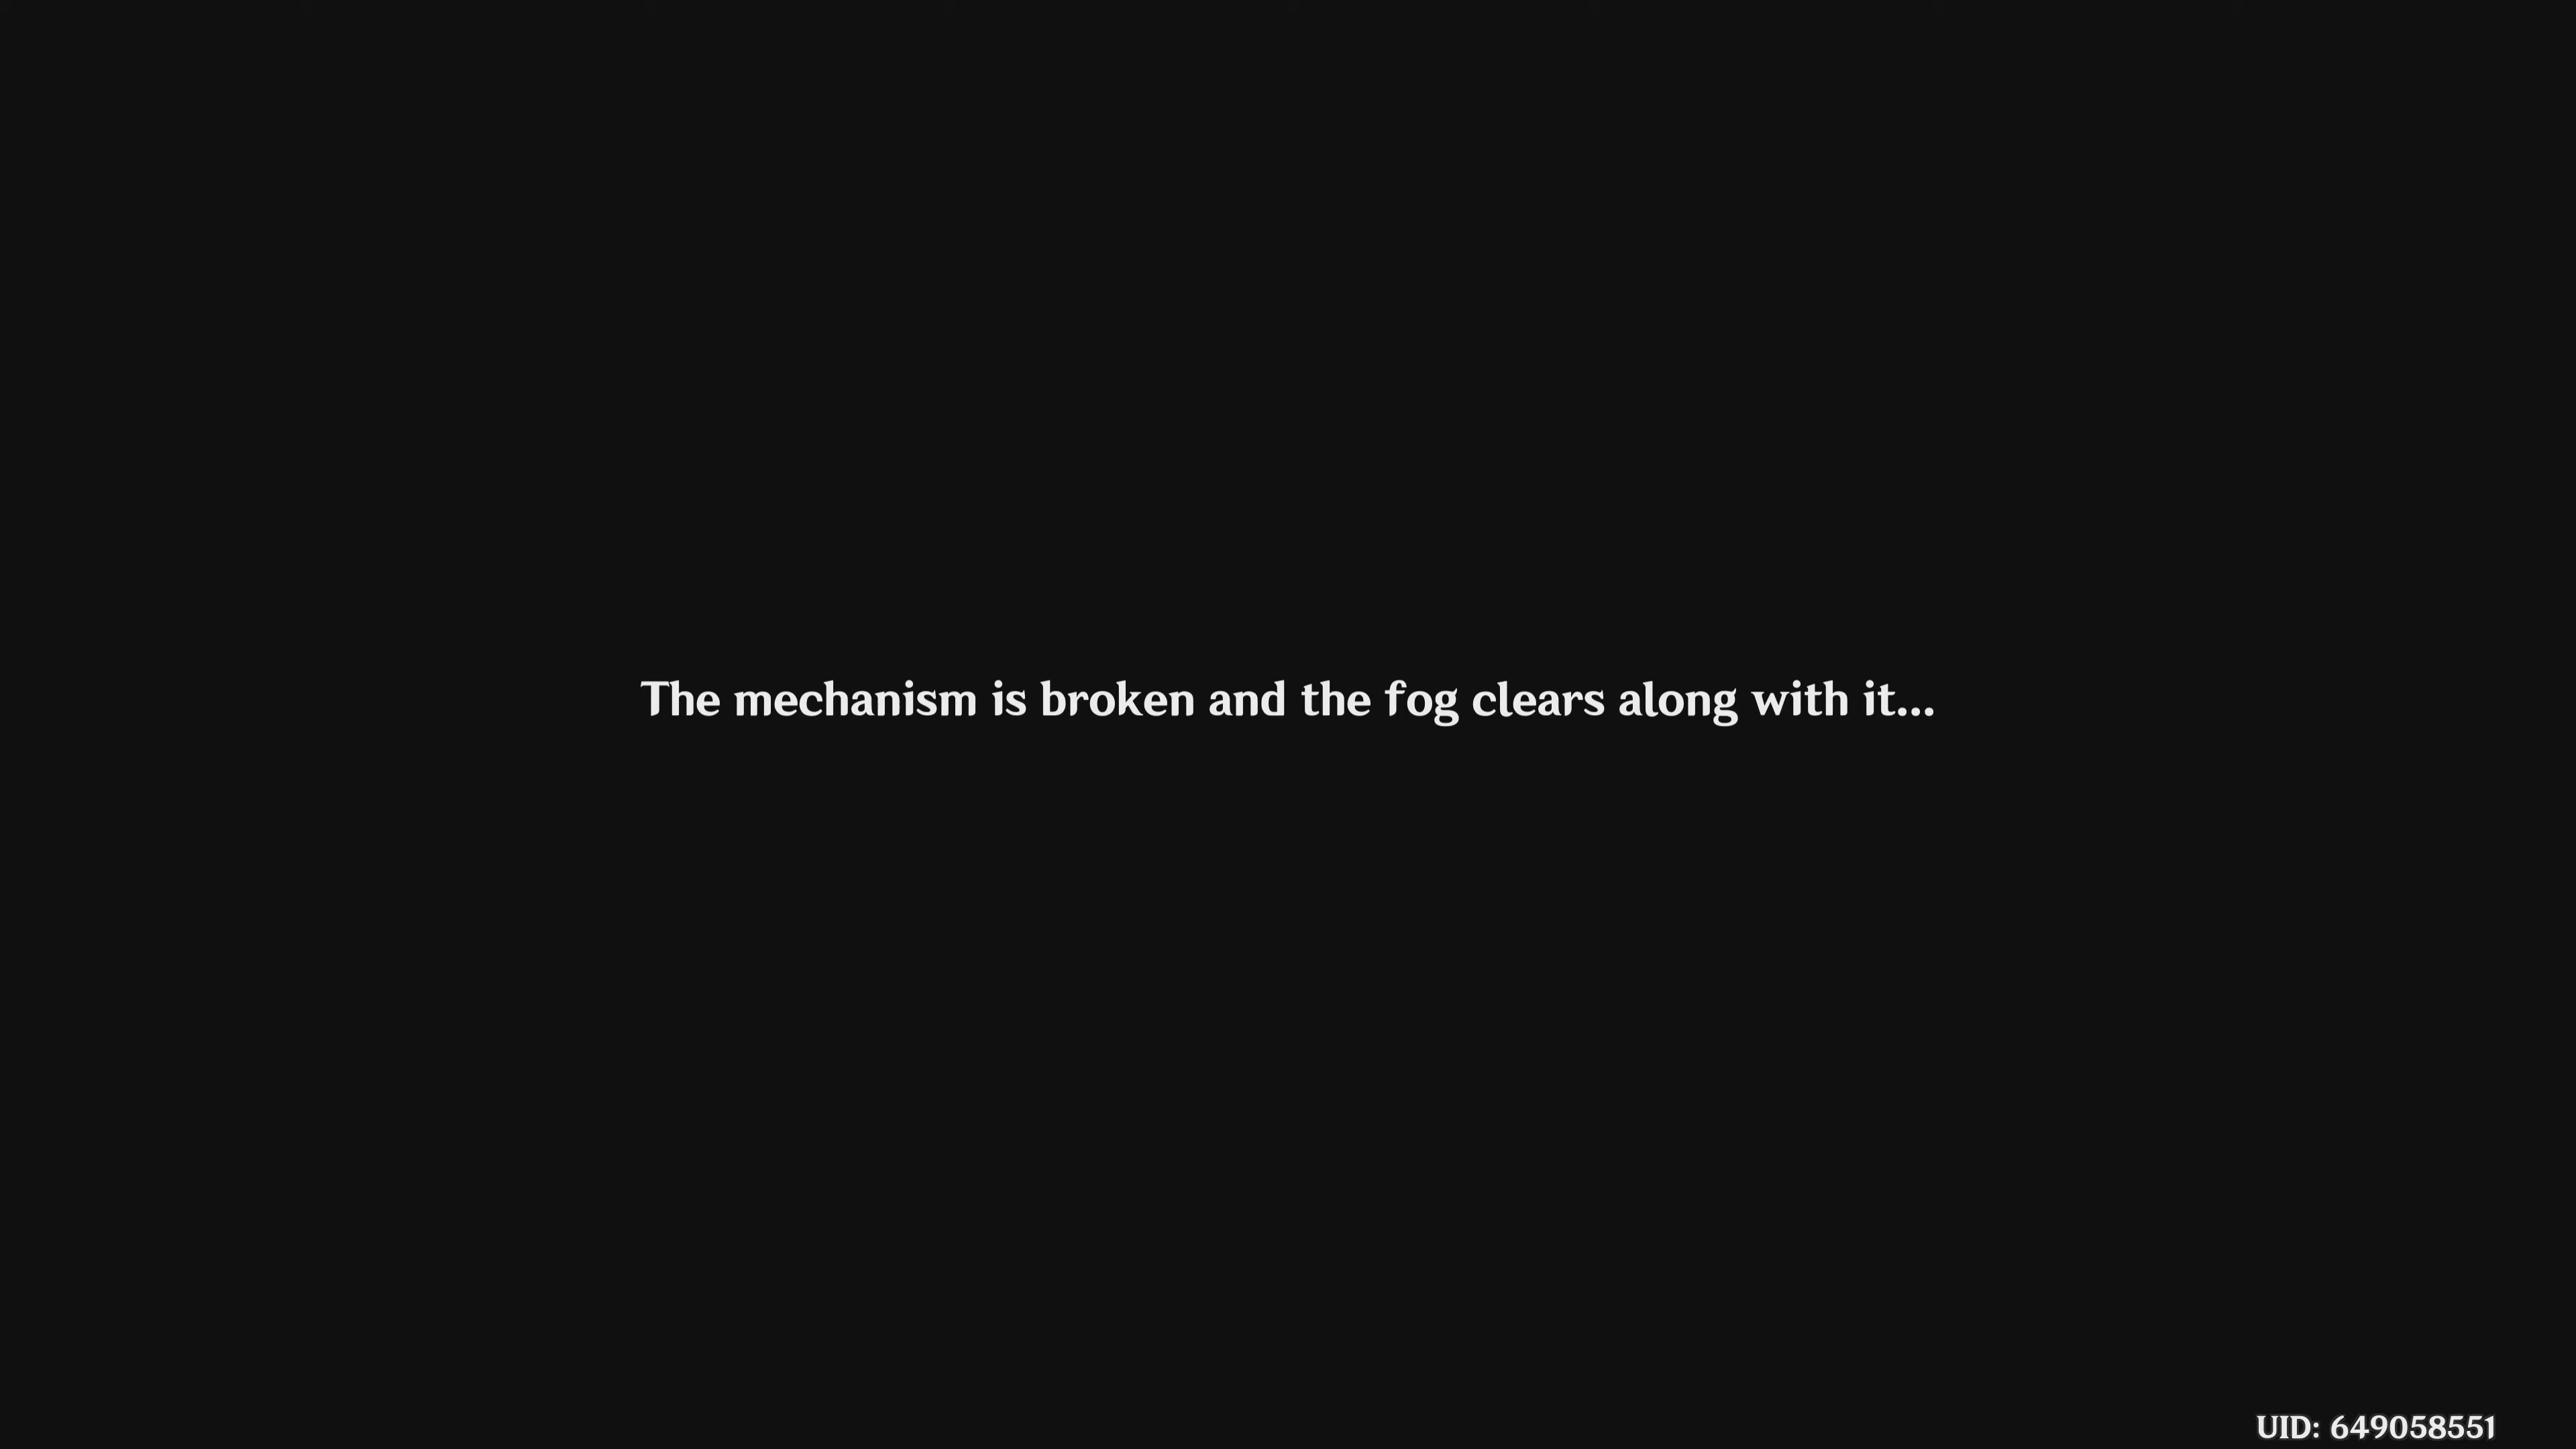 The mechanism is broken and the fog clears along with it...
UID: 649058551